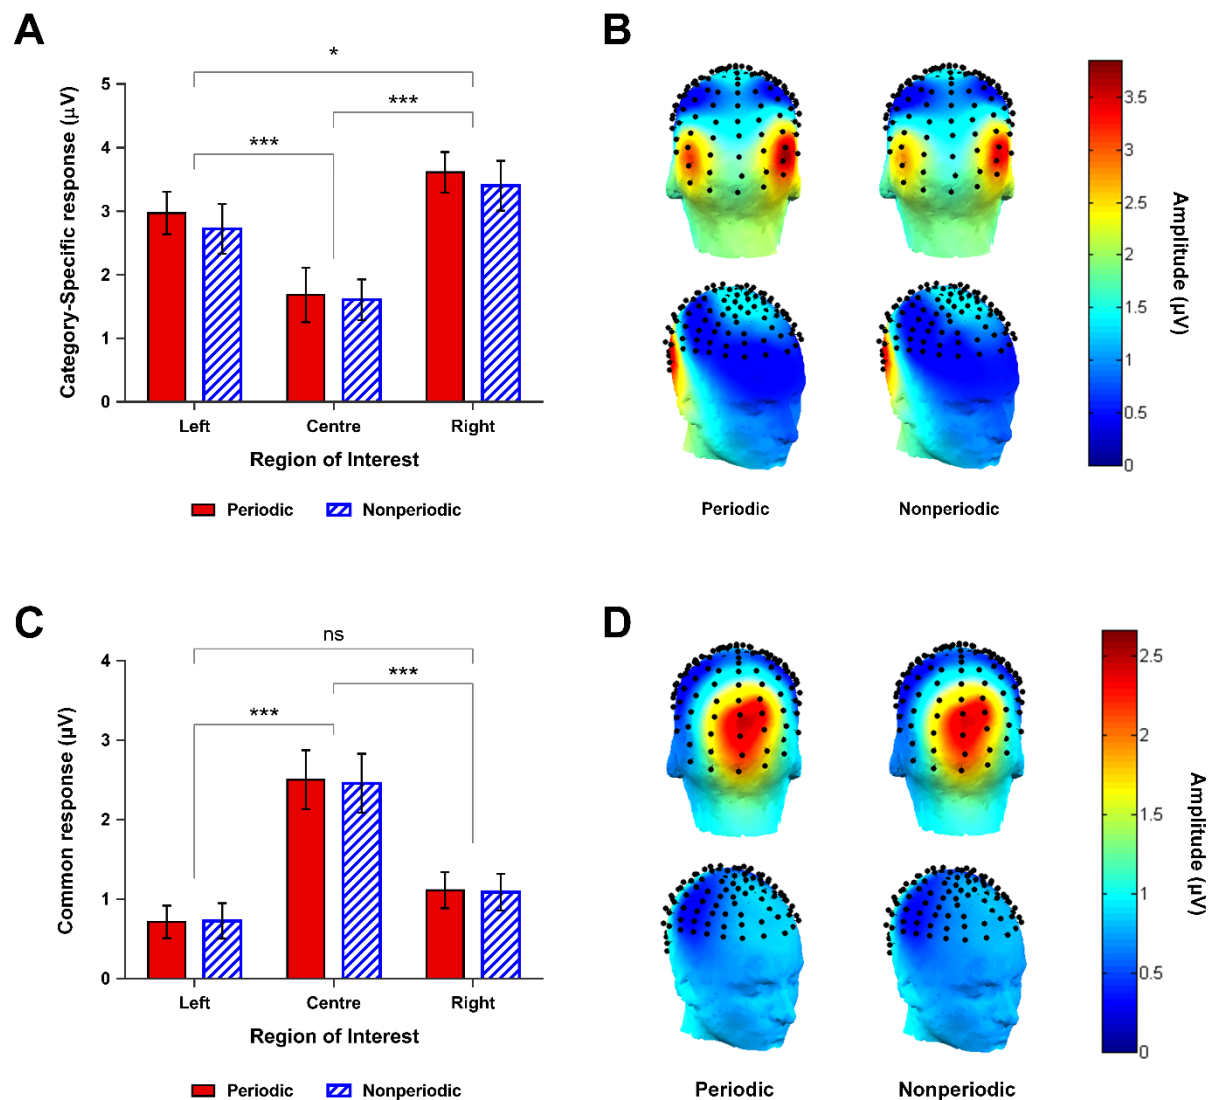 A
*
***
***
5
4
3
2
1
0
Category-Specific response (µV)
Left Centre Right
Region of Interest
Periodic Nonperiodic
B
3.5
3
2.5
2
1.5
1
0.5
0
Amplitude (µV)
Periodic Nonperiodic
C
ns
***
***
4
3
2
1
0
Common response (µV)
Left Centre Right
Region of Interest
Periodic Nonperiodic
D
2.5
2
1.5
1
0.5
0
Amplitude (µV)
Periodic Nonperiodic